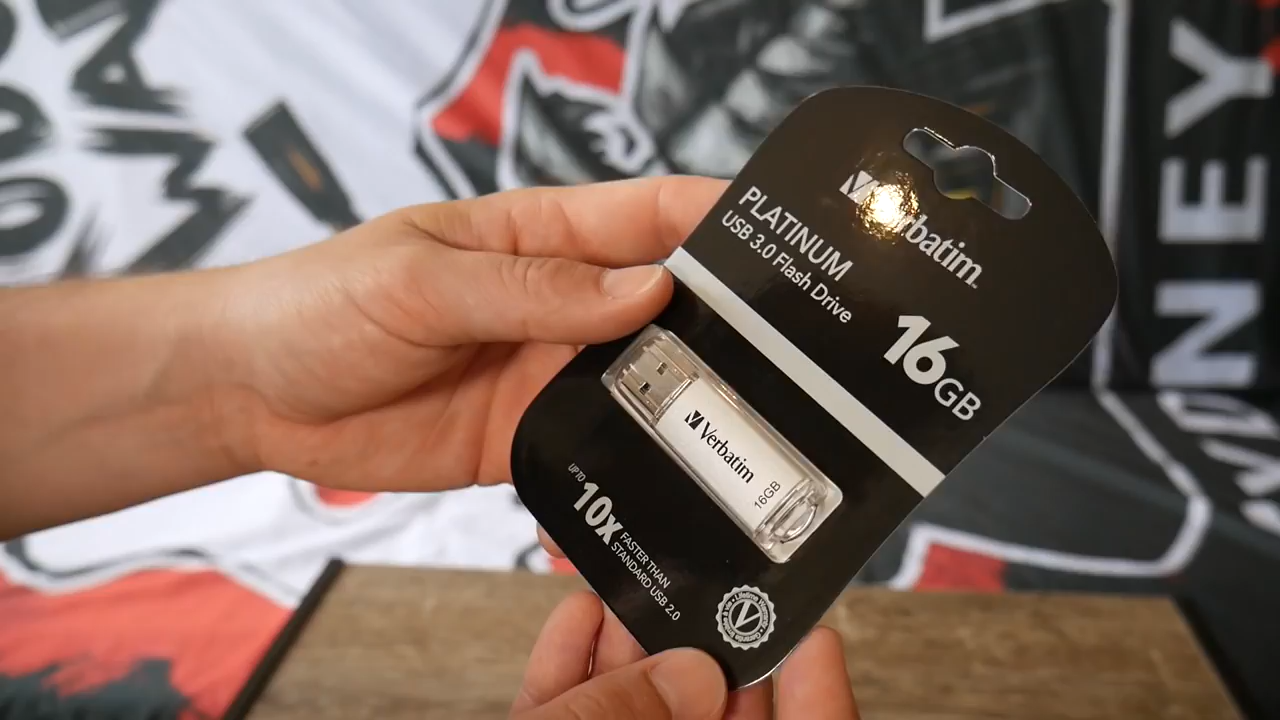 Verbatim
PLATINUM
USB 3.0 Flash Drive
16GB
Verbatim
16GB
UP TO
10X
FASTER THAN
STANDARD USB 2.0
DNEY